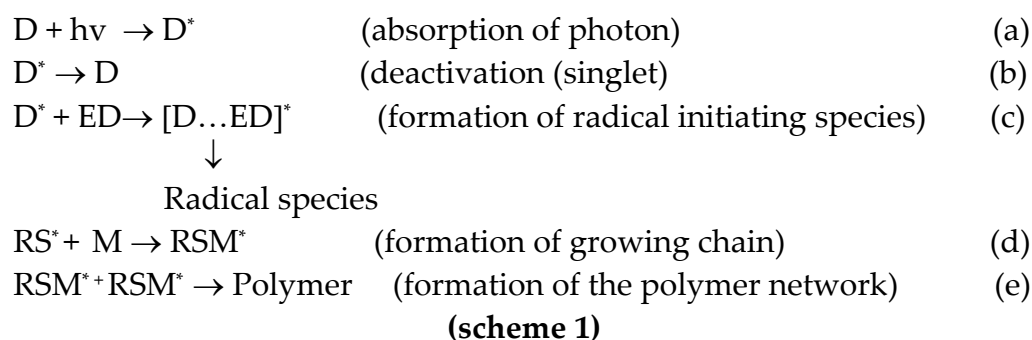 D + hv → D* (absorption of photon) (a)
D* → D (deactivation (singlet) (b)
D* + ED→ [D…ED]* (formation of radical initiating species) (c)
↓
Radical species
RS*+ M → RSM* (formation of growing chain) (d)
RSM*+RSM* → Polymer (formation of the polymer network) (e)
(scheme 1)